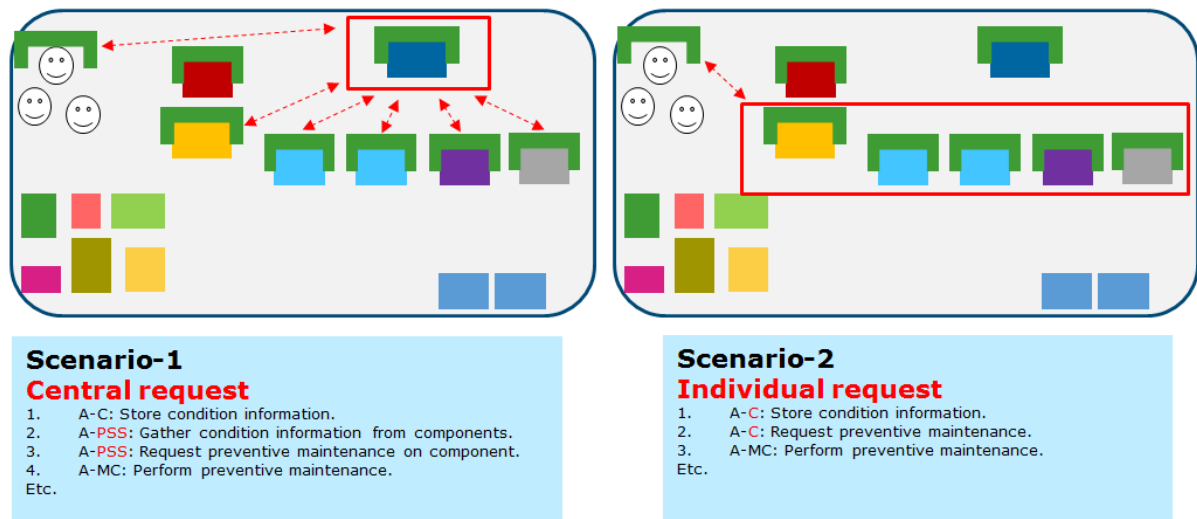 Scenario-1
Central request
1. A-C: Store condition information.
2. A-PSS: Gather condition information from components.
3. A-PSS: Request preventive maintenance on component.
4. A-MC: Perform preventive maintenance.
Etc.
Scenario-2
Individual request
1. A-C: Store condition information.
2. A-C: Request preventive maintenance.
3. A-MC: Perform preventive maintenance.
Etc.